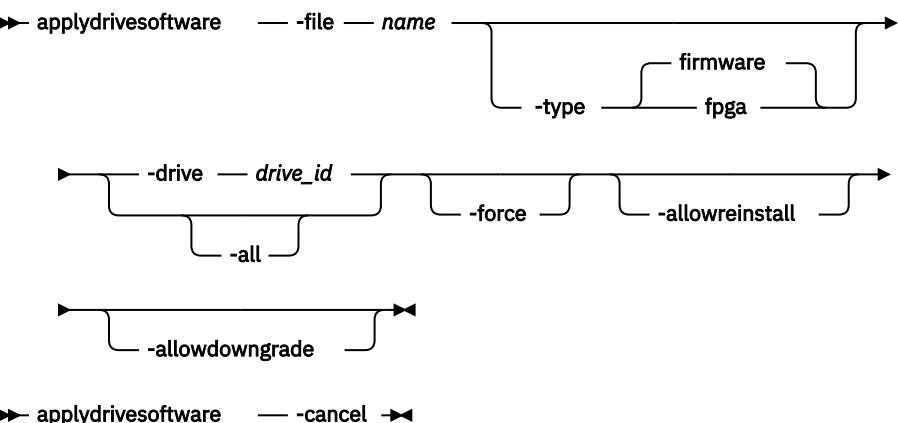 applydrivesoftware -file name
firmware
-type fpga
-drive drive_id
-force -allowreinstall
-all
-allowdowngrade
applydrivesoftware -cancel